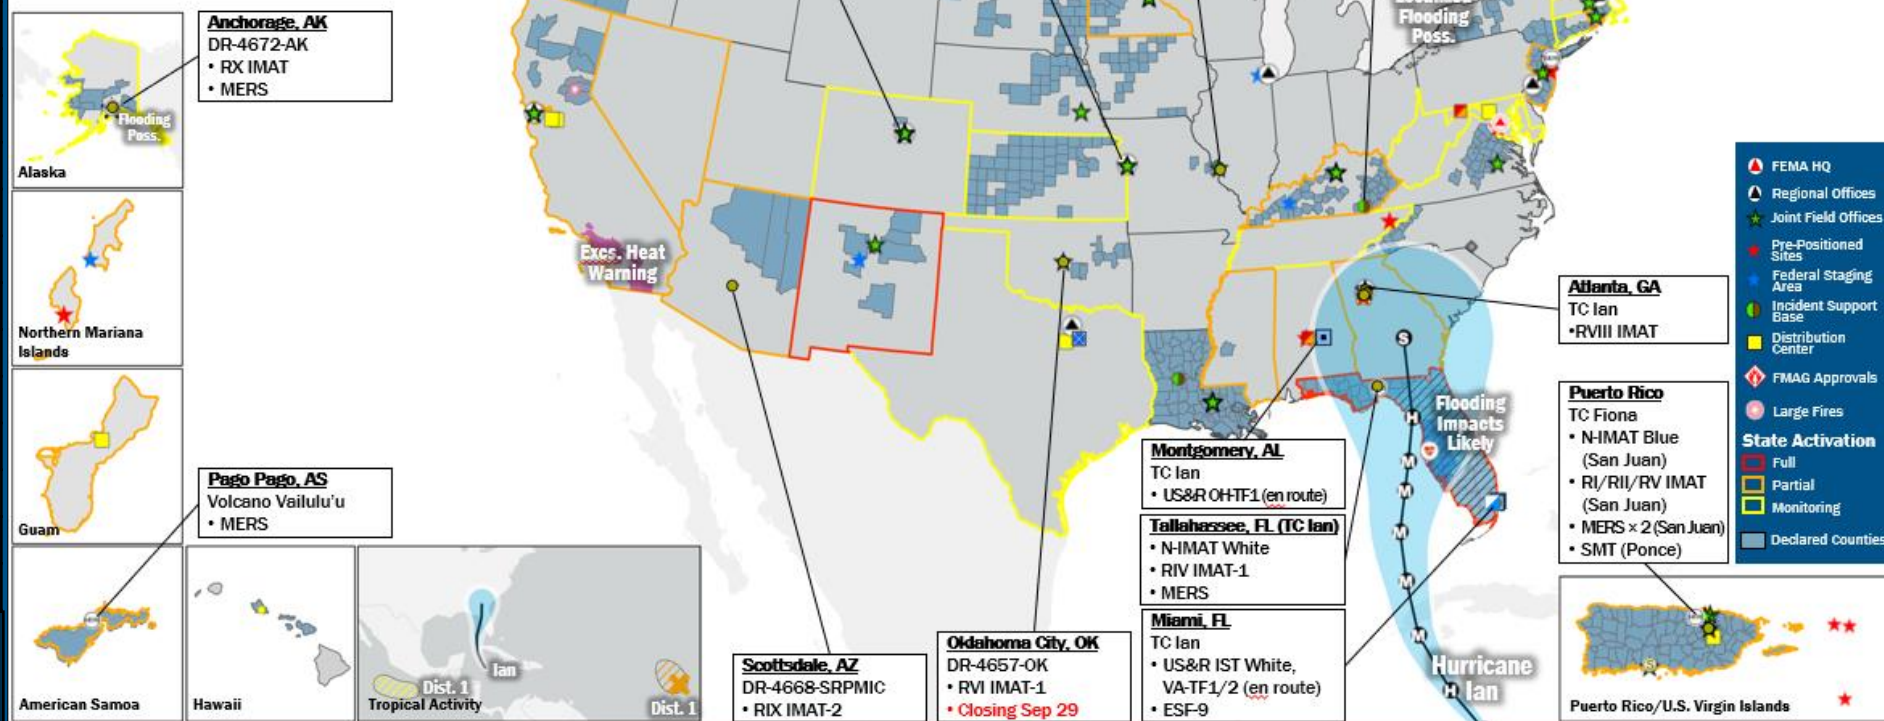 Anchorage, AK
DR-4672-AK
• RX IMAT
• MERS
Flooding
Poss.
Alaska
Northern Mariana
Islands
Guam
Pago Pago, AS
Volcano Vailulu'u
• MERS
American Samoa
Hawaii
Ian
Dist. 1
Tropical Activity
Dist. 1
Excs. Heat
Warning
Flooding
Poss.
Scottsdale, AZ
DR-4668-SRPMIC
• RIX IMAT-2
Oklahoma City, OK
DR-4657-OK
• RVI IMAT-1
• Closing Sep 29
Montgomery, AL
TC Ian
• US&R OH-TF1 (en route)
Tallahassee, FL (TC Ian)
• N-IMAT White
• RIV IMAT-1
• MERS
Miami, FL
TC Ian
• US&R IST White,
VA-TF1/2 (en route)
• ESF-9
S
H
M
M
M
M
M
H
Flooding
Impacts
Likely
Hurricane
Ian
Atlanta, GA
TC Ian
•RVIII IMAT
Puerto Rico
TC Fiona
• N-IMAT Blue
(San Juan)
• RI/RII/RV IMAT
(San Juan)
• MERS × 2 (San Juan)
• SMT (Ponce)
S
Puerto Rico/U.S. Virgin Islands
FEMA HQ
Regional Offices
Joint Field Offices
Pre-Positioned
Sites
Federal Staging
Area
Incident Support
Base
Distribution
Center
FMAG Approvals
Large Fires
State Activation
Full
Partial
Monitoring
Declared Counties